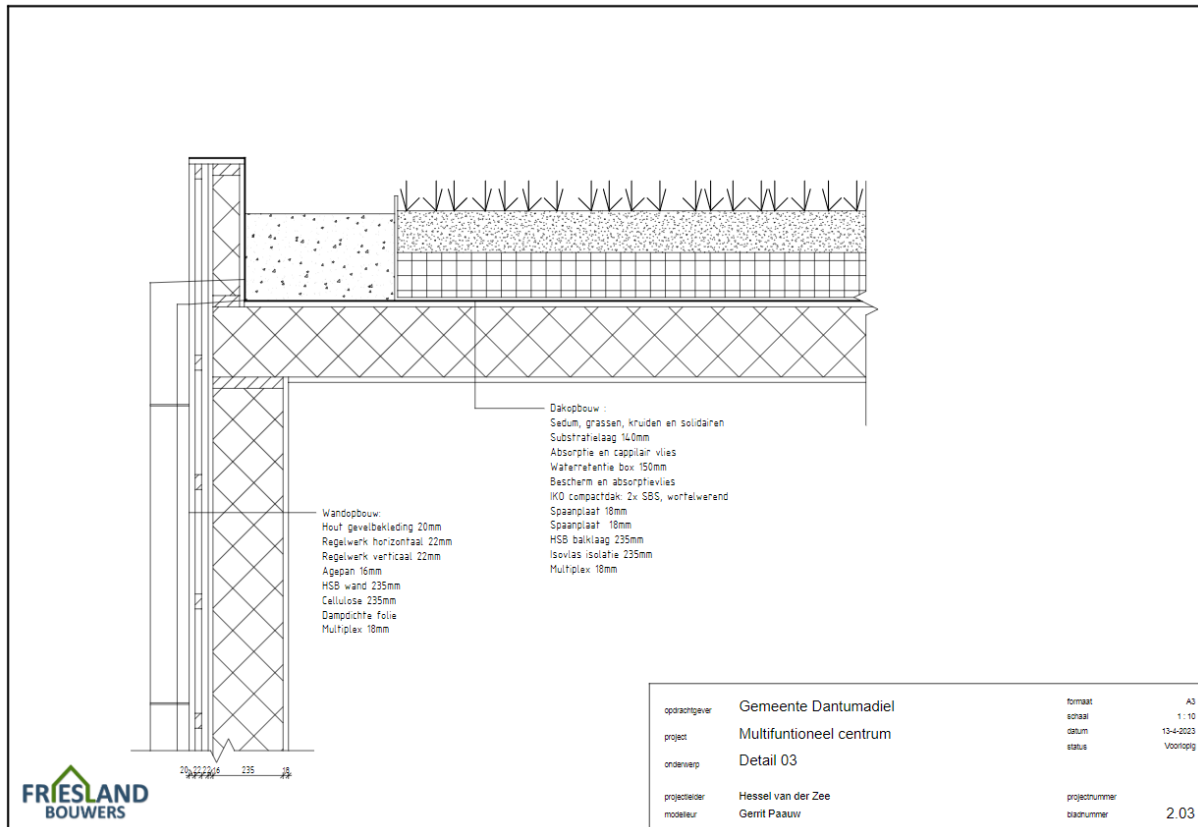 Dakopbouw :
Sedum, grassen, kruiden en solidairen
Substratielaag 140mm
Absorptie en cappilair vlies
Waterretentie box 150mm
Bescherm en absorptievlies
IKO compactdak: 2x SBS, wortelwerend
Spaanplaat 18mm
Spaanplaat 18mm
HSB balklaag 235mm
Isovlas isolatie 235mm
Multiplex 18mm
Wandopbouw:
Hout gevelbekleding 20mm
Regelwerk horizontaal 22mm
Regelwerk verticaal 22mm
Agepan 16mm
HSB wand 235mm
Cellulose 235mm
Dampdichte folie
Multiplex 18mm
20 22 22 16 235 18
FRIESLAND
BOUWERS
opdrachtgever Gemeente Dantumadiel
project Multifuntioneel centrum
onderwerp Detail 03
projectleider Hessel van der Zee
modelleur Gerrit Paauw
formaat A3
schaal 1 : 10
datum 13-4-2023
status Voorlopig
projectnummer
bladnummer 2.03